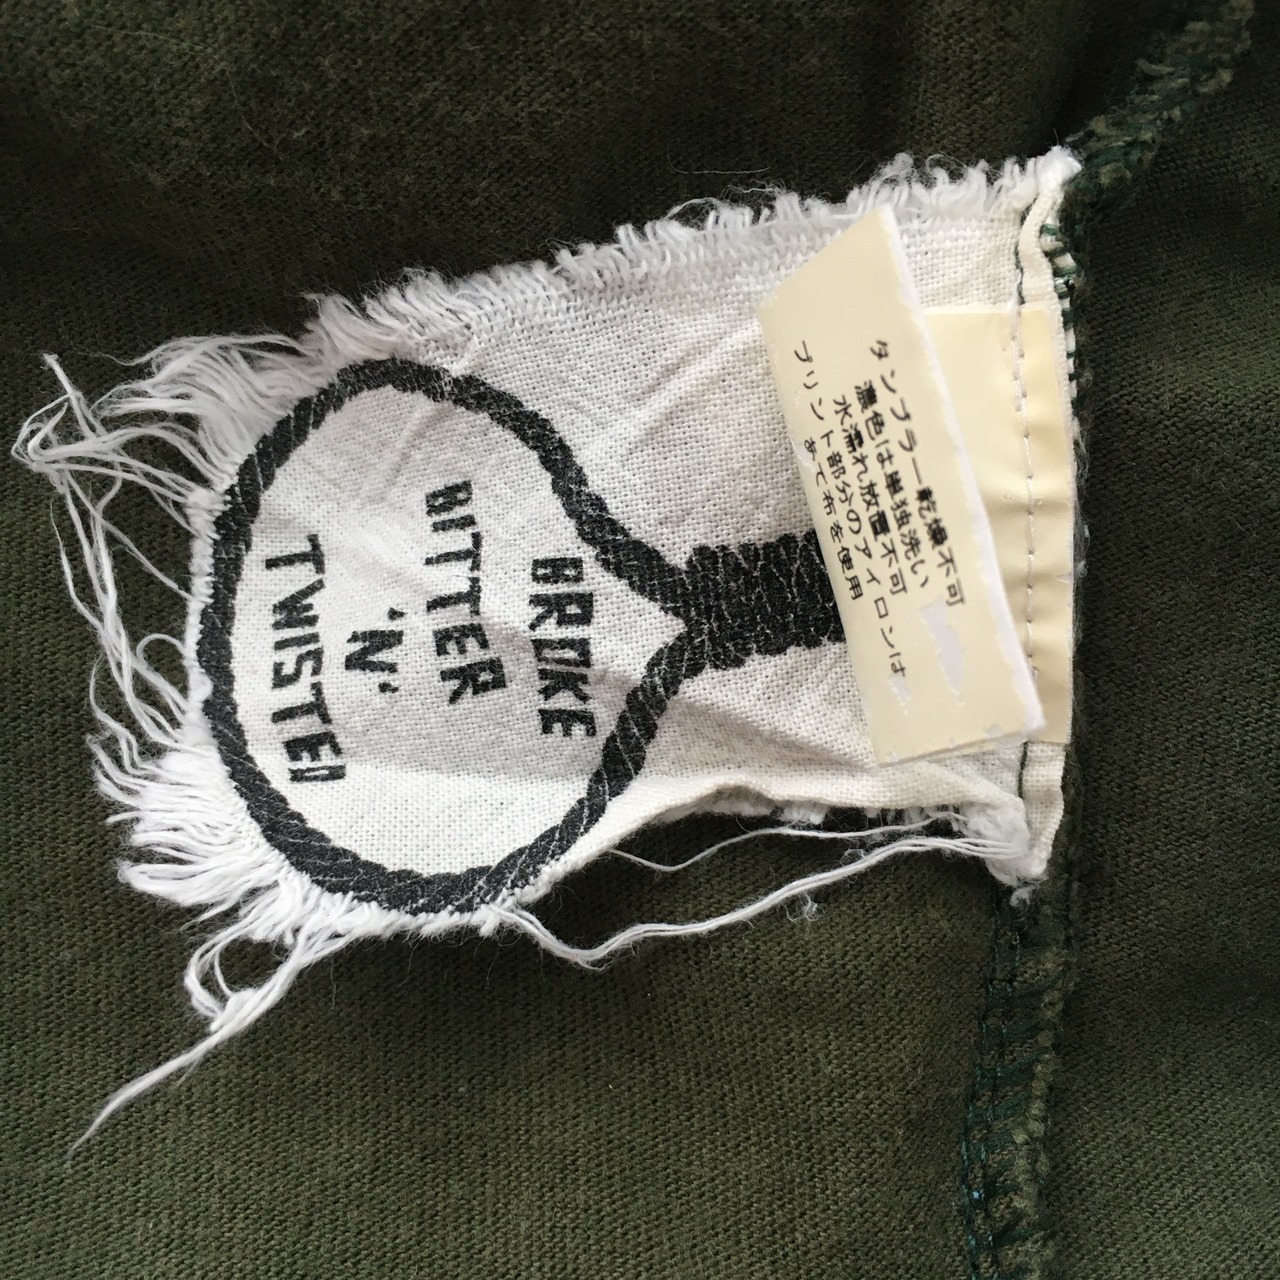 タンブラー乾燥不可
濃色は単独洗い
水濡れ放置不可
プリント部分のアイロンは
あて布を使用
BROKE
BITTER
'N'
TWISTED